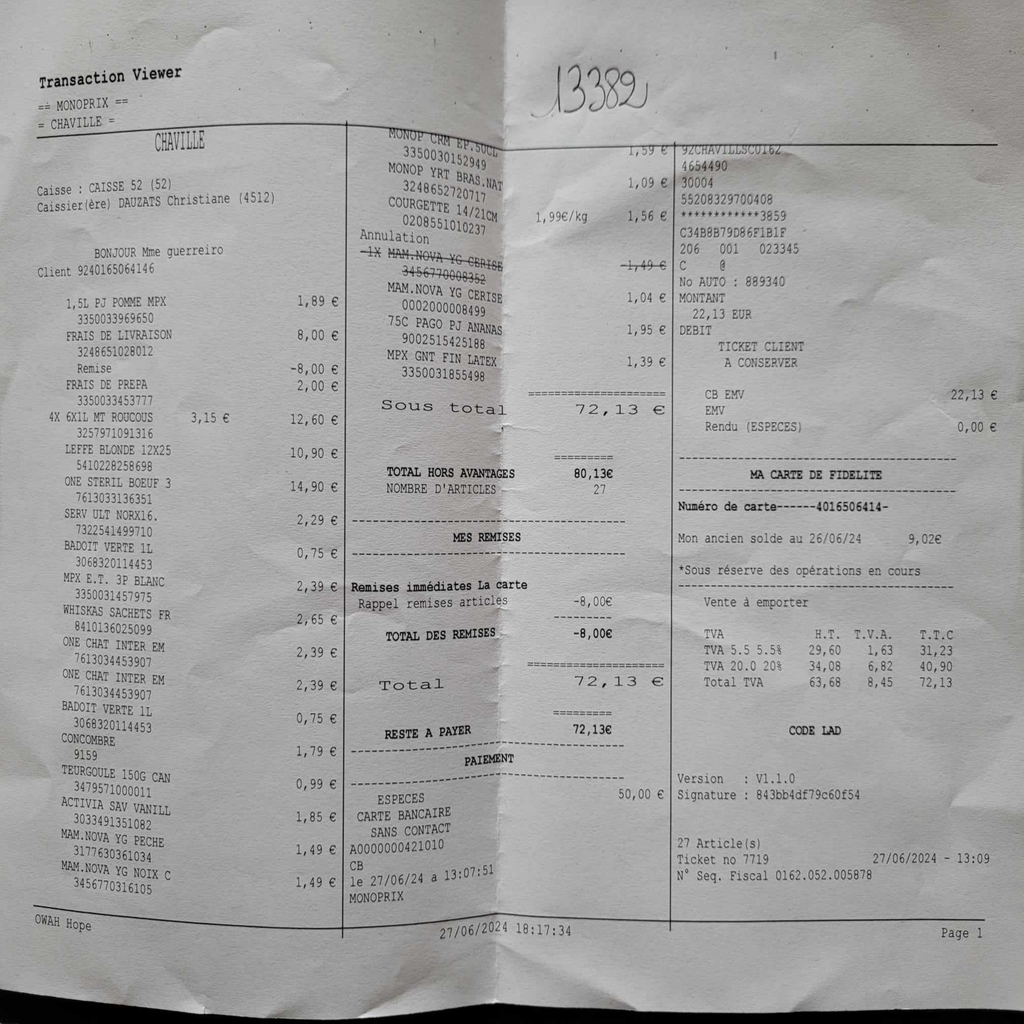 Transaction Viewer
13382
== MONOPRIX ==
= CHAVILLE =
CHAVILLE
Caisse : CAISSE 52 (52)
Caissier(ère) DAUZATS Christiane (4512)
BONJOUR Mme guerreiro
Client 9240165064146
1,5L PJ POMME MPX 1,89 €
3350033969650
FRAIS DE LIVRAISON 8,00 €
3248651028012
Remise -8,00 €
FRAIS DE PREPA 2,00 €
3350033453777
4X 6X1L MT ROUCOUS 3,15 € 12,60 €
3257971091316
LEFFE BLONDE 12X25 10,90 €
5410228258698
ONE STERIL BOEUF 3 14,90 €
7613033136351
SERV ULT NORX16. 2,29 €
7322541499710
BADOIT VERTE 1L 0,75 €
3068320114453
MPX E.T. 3P BLANC 2,39 €
3350031457975
WHISKAS SACHETS FR 2,65 €
8410136025099
ONE CHAT INTER EM 2,39 €
7613034453907
ONE CHAT INTER EM 2,39 €
7613034453907
BADOIT VERTE 1L 0,75 €
3068320114453
CONCOMBRE 1,79 €
9159
TEURGOULE 150G CAN 0,99 €
3479571000011
ACTIVIA SAV VANILL 1,85 €
3033491351082
MAM.NOVA YG PECHE 1,49 €
3177630361034
MAM.NOVA YG NOIX C 1,49 €
3456770316105
MONOP CRM EP.50CL 1,59 €
3350030152949
MONOP YRT BRAS.NAT 1,09 €
3248652720717
COURGETTE 14/21CM 1,99€/kg 1,56 €
0208551010237
Annulation
-1X MAM.NOVA YG CERISE -1,49 €
3456770008352
MAM.NOVA YG CERISE 1,04 €
0002000008499
75C PAGO PJ ANANAS 1,95 €
9002515425188
MPX GNT FIN LATEX 1,39 €
3350031855498
====================
Sous total 72,13 €
=========
TOTAL HORS AVANTAGES 80,13€
NOMBRE D'ARTICLES 27
----------------------------------------
MES REMISES
----------------------------------------
Remises immédiates La carte
Rappel remises articles -8,00€
--------
TOTAL DES REMISES -8,00€
====================
Total 72,13 €
=========
RESTE A PAYER 72,13€
----------------------------------------
PAIEMENT
----------------------------------------
ESPECES 50,00 €
CARTE BANCAIRE
SANS CONTACT
A0000000421010
CB
le 27/06/24 a 13:07:51
MONOPRIX
92CHAVILLSC0162
4654490
30004
55208329700408
************3859
C34B8B79D86F1B1F
206 001 023345
C @
No AUTO : 889340
MONTANT
22,13 EUR
DEBIT
TICKET CLIENT
A CONSERVER
CB EMV 22,13 €
EMV
Rendu (ESPECES) 0,00 €
----------------------------------------
MA CARTE DE FIDELITE
----------------------------------------
Numéro de carte------4016506414-
Mon ancien solde au 26/06/24 9,02€
*Sous réserve des opérations en cours
----------------------------------------
Vente à emporter
TVA H.T. T.V.A. T.T.C
TVA 5.5 5.5% 29,60 1,63 31,23
TVA 20.0 20% 34,08 6,82 40,90
Total TVA 63,68 8,45 72,13
CODE LAD
Version : V1.1.0
Signature : 843bb4df79c60f54
27 Article(s)
Ticket no 7719 27/06/2024 - 13:09
N° Seq. Fiscal 0162.052.005878
OWAH Hope 27/06/2024 18:17:34 Page 1